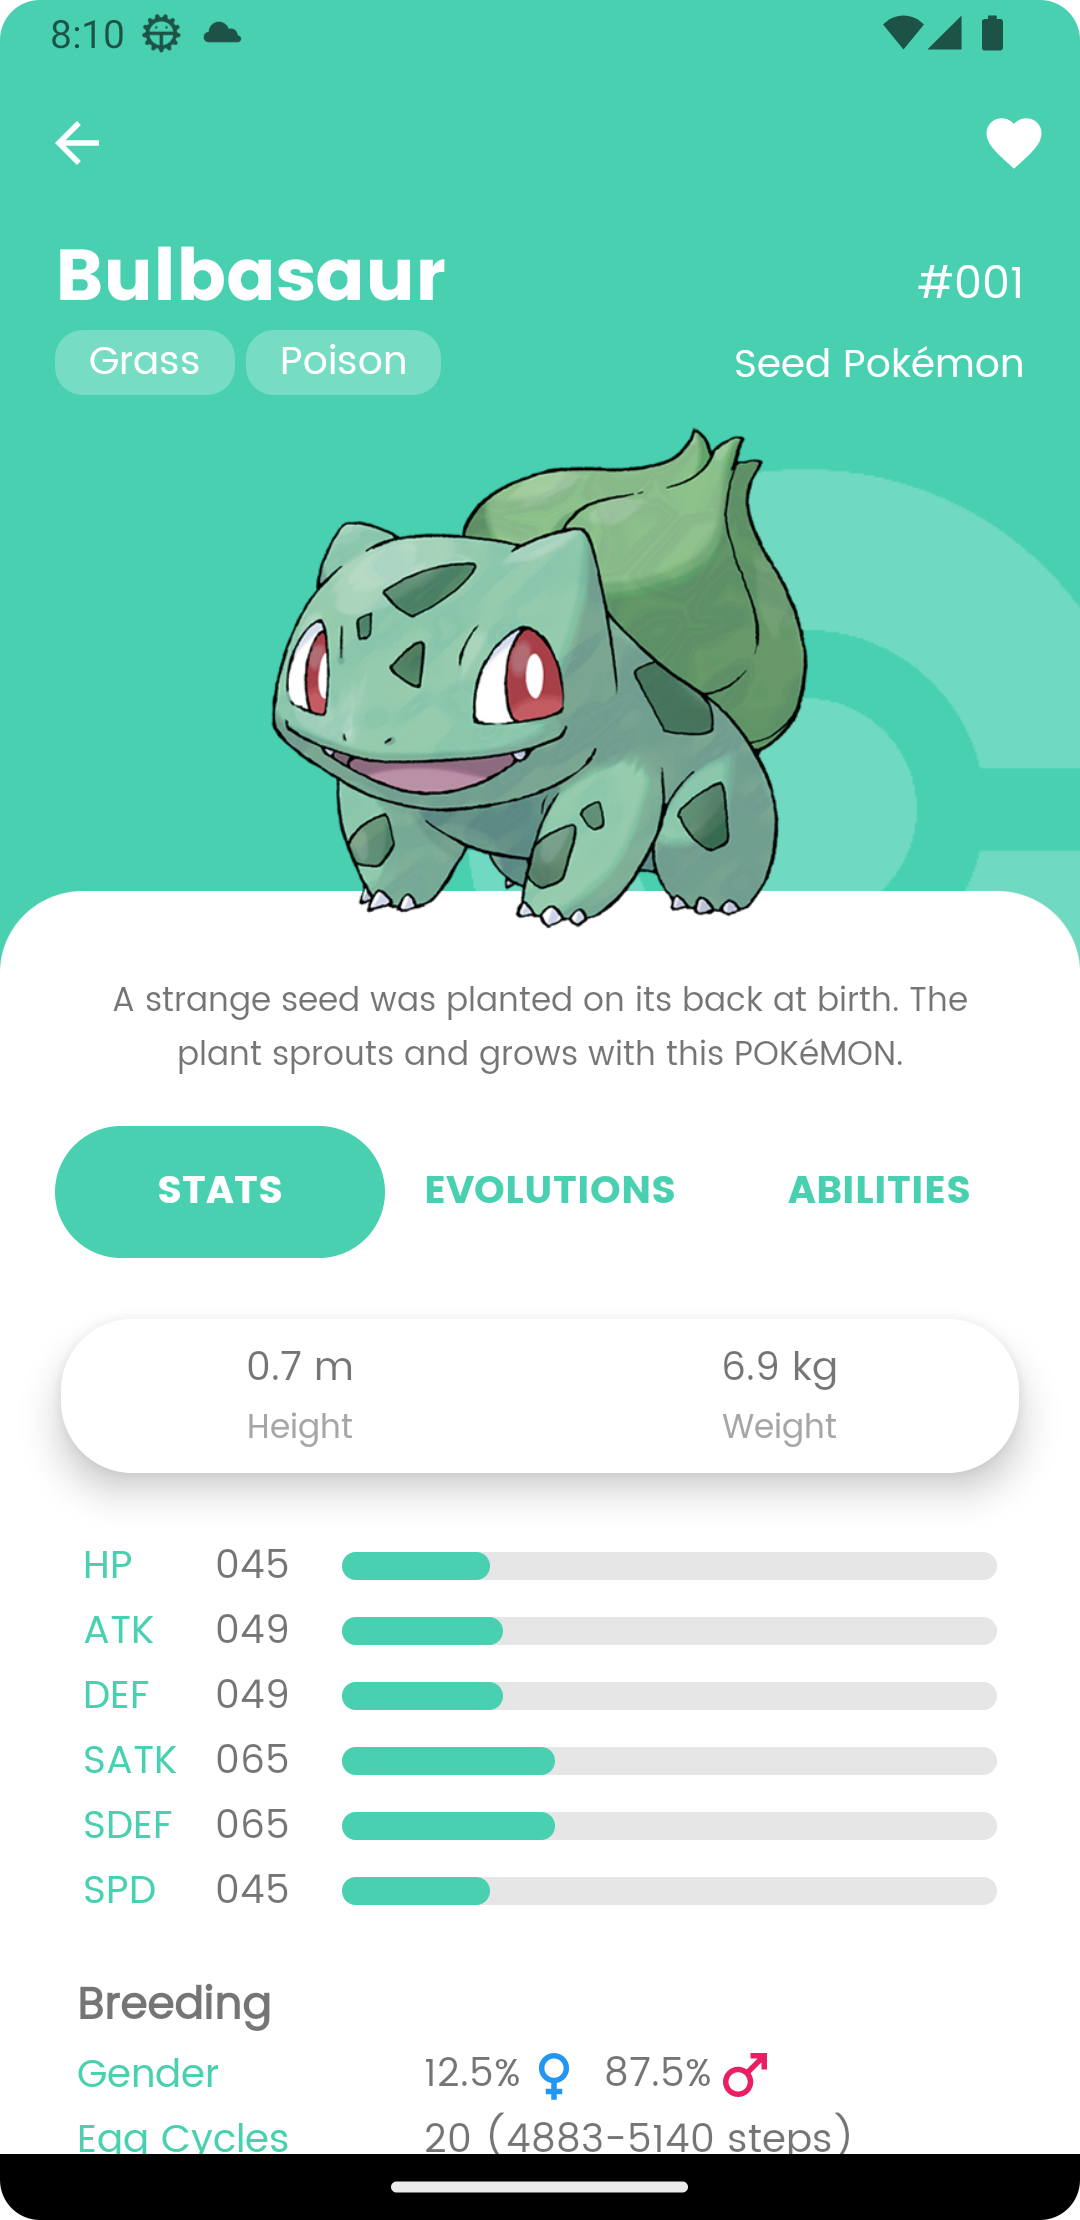 8:10
Bulbasaur
#001
Grass Poison
Seed Pokémon
A strange seed was planted on its back at birth. The
plant sprouts and grows with this POKéMON.
STATS EVOLUTIONS ABILITIES
0.7 m 6.9 kg
Height Weight
HP 045
ATK 049
DEF 049
SATK 065
SDEF 065
SPD 045
Breeding
Gender 12.5% ♀ 87.5% ♂
Egg Cycles 20 (4883-5140 steps)